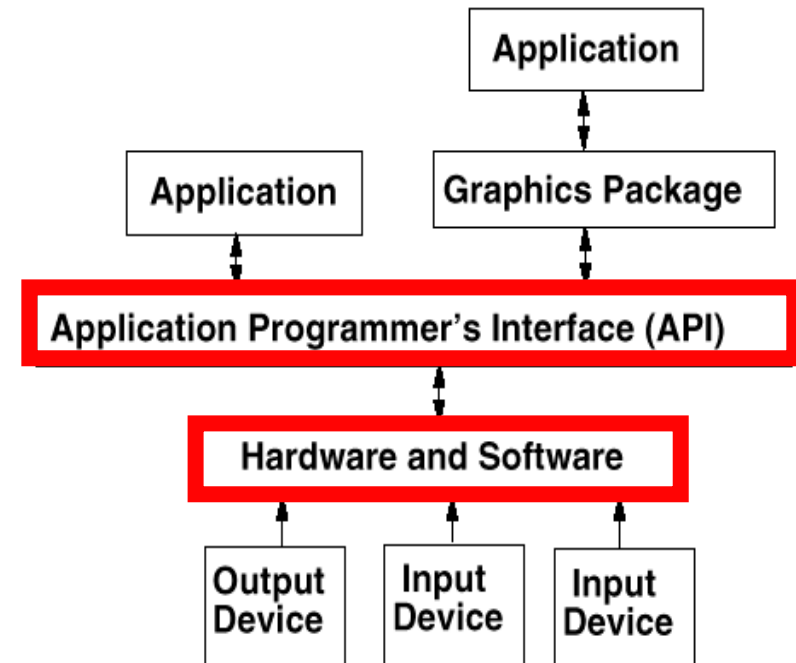 Application
Application
Graphics Package
Application Programmer's Interface (API)
Hardware and Software
Output
Device
Input
Device
Input
Device